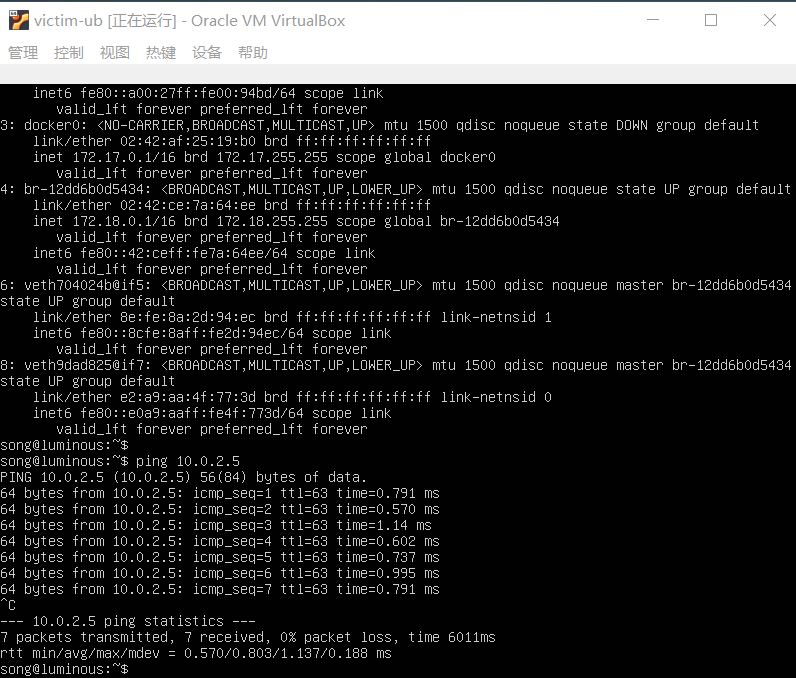 victim-ub [正在运行] - Oracle VM VirtualBox
管理 控制 视图 热键 设备 帮助
inet6 fe80::a00:27ff:fe00:94bd/64 scope link
valid_lft forever preferred_lft forever
3: docker0: <NO-CARRIER,BROADCAST,MULTICAST,UP> mtu 1500 qdisc noqueue state DOWN group default
link/ether 02:42:af:25:19:b0 brd ff:ff:ff:ff:ff:ff
inet 172.17.0.1/16 brd 172.17.255.255 scope global docker0
valid_lft forever preferred_lft forever
4: br-12dd6b0d5434: <BROADCAST,MULTICAST,UP,LOWER_UP> mtu 1500 qdisc noqueue state UP group default
link/ether 02:42:ce:7a:64:ee brd ff:ff:ff:ff:ff:ff
inet 172.18.0.1/16 brd 172.18.255.255 scope global br-12dd6b0d5434
valid_lft forever preferred_lft forever
inet6 fe80::42:ceff:fe7a:64ee/64 scope link
valid_lft forever preferred_lft forever
6: veth704024b@if5: <BROADCAST,MULTICAST,UP,LOWER_UP> mtu 1500 qdisc noqueue master br-12dd6b0d5434
state UP group default
link/ether 8e:fe:8a:2d:94:ec brd ff:ff:ff:ff:ff:ff link-netnsid 1
inet6 fe80::8cfe:8aff:fe2d:94ec/64 scope link
valid_lft forever preferred_lft forever
8: veth9dad825@if7: <BROADCAST,MULTICAST,UP,LOWER_UP> mtu 1500 qdisc noqueue master br-12dd6b0d5434
state UP group default
link/ether e2:a9:aa:4f:77:3d brd ff:ff:ff:ff:ff:ff link-netnsid 0
inet6 fe80::e0a9:aaff:fe4f:773d/64 scope link
valid_lft forever preferred_lft forever
song@luminous:~$
song@luminous:~$ ping 10.0.2.5
PING 10.0.2.5 (10.0.2.5) 56(84) bytes of data.
64 bytes from 10.0.2.5: icmp_seq=1 ttl=63 time=0.791 ms
64 bytes from 10.0.2.5: icmp_seq=2 ttl=63 time=0.570 ms
64 bytes from 10.0.2.5: icmp_seq=3 ttl=63 time=1.14 ms
64 bytes from 10.0.2.5: icmp_seq=4 ttl=63 time=0.602 ms
64 bytes from 10.0.2.5: icmp_seq=5 ttl=63 time=0.737 ms
64 bytes from 10.0.2.5: icmp_seq=6 ttl=63 time=0.995 ms
64 bytes from 10.0.2.5: icmp_seq=7 ttl=63 time=0.791 ms
^C
--- 10.0.2.5 ping statistics ---
7 packets transmitted, 7 received, 0% packet loss, time 6011ms
rtt min/avg/max/mdev = 0.570/0.803/1.137/0.188 ms
song@luminous:~$